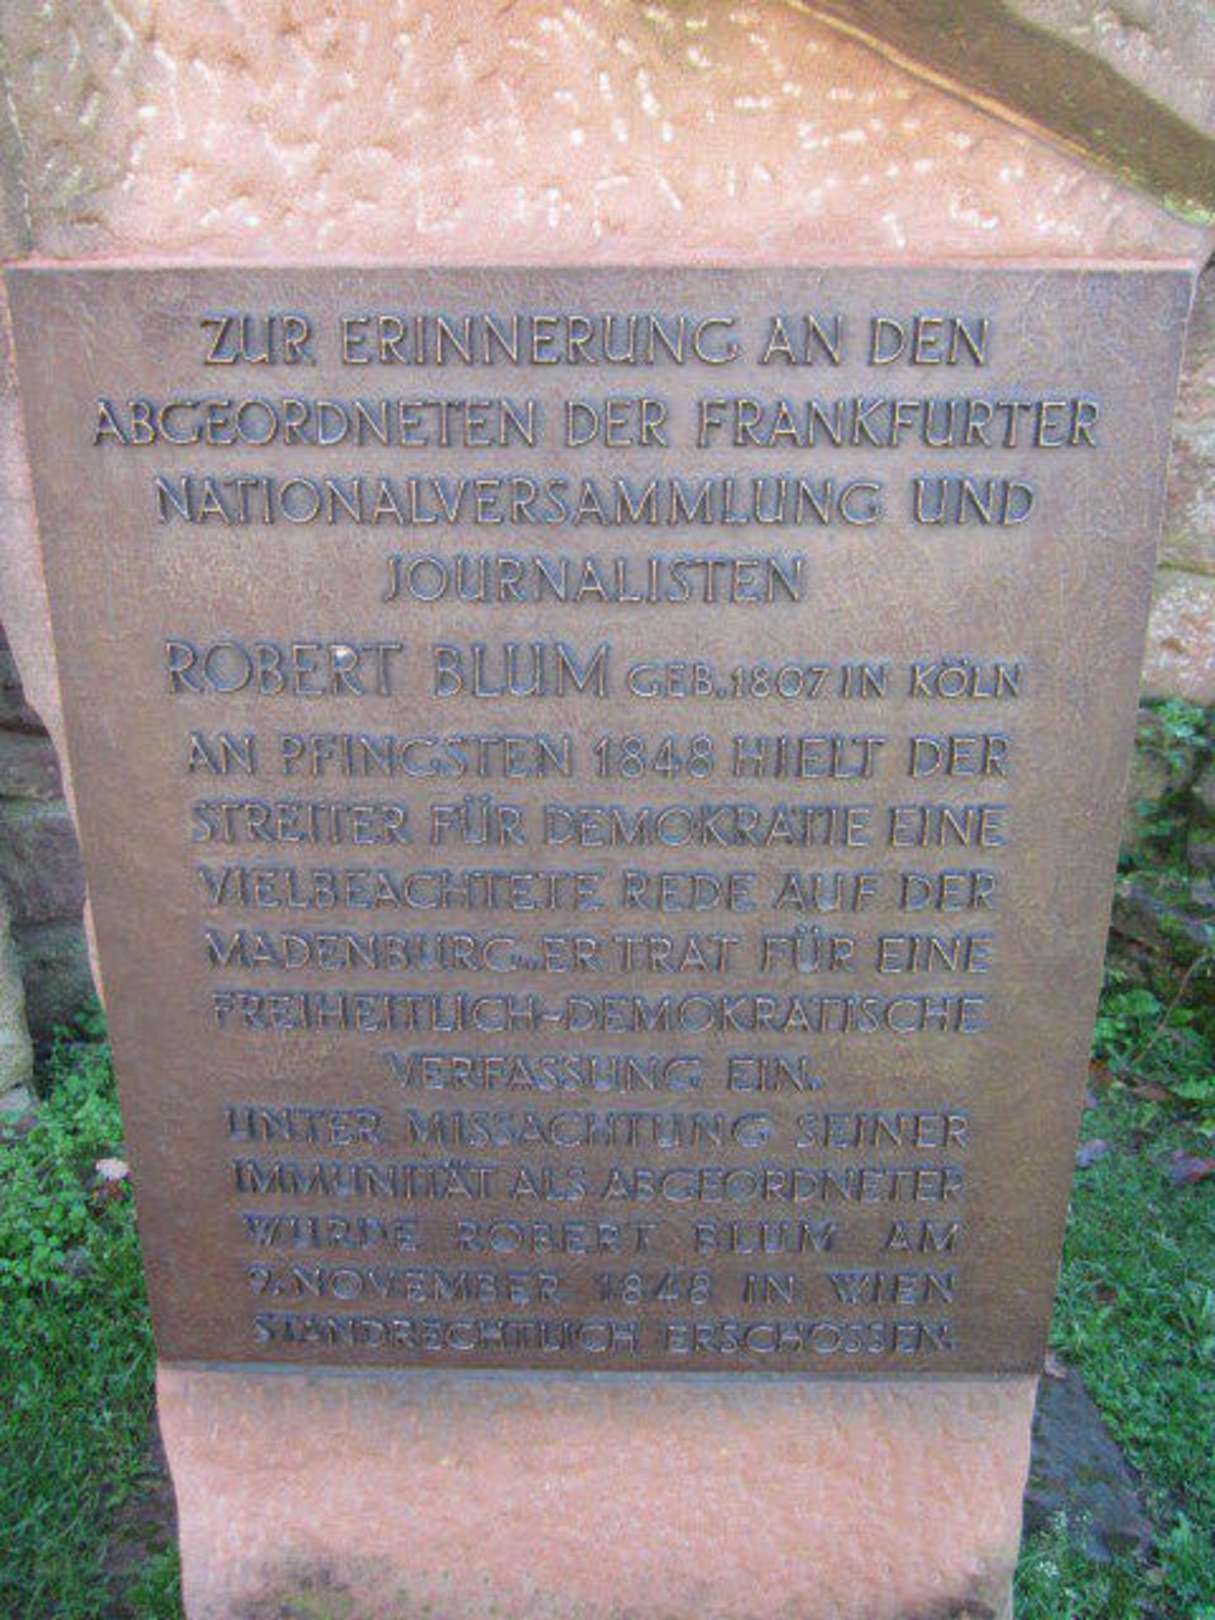 ZUR ERINNERUNG AN DEN
ABGEORDNETEN DER FRANKFURTER
NATIONALVERSAMMLUNG UND
JOURNALISTEN
ROBERT BLUM GEB. 1807 IN KÖLN
AN PFINGSTEN 1848 HIELT DER
STREITER FÜR DEMOKRATIE EINE
VIELBEACHTETE REDE AUF DER
MADENBURG. ER TRAT FÜR EINE
FREIHEITLICH-DEMOKRATISCHE
VERFASSUNG EIN.
UNTER MISSACHTUNG SEINER
IMMUNITÄT ALS ABGEORDNETER
WURDE ROBERT BLUM AM
9. NOVEMBER 1848 IN WIEN
STANDRECHTLICH ERSCHOSSEN.